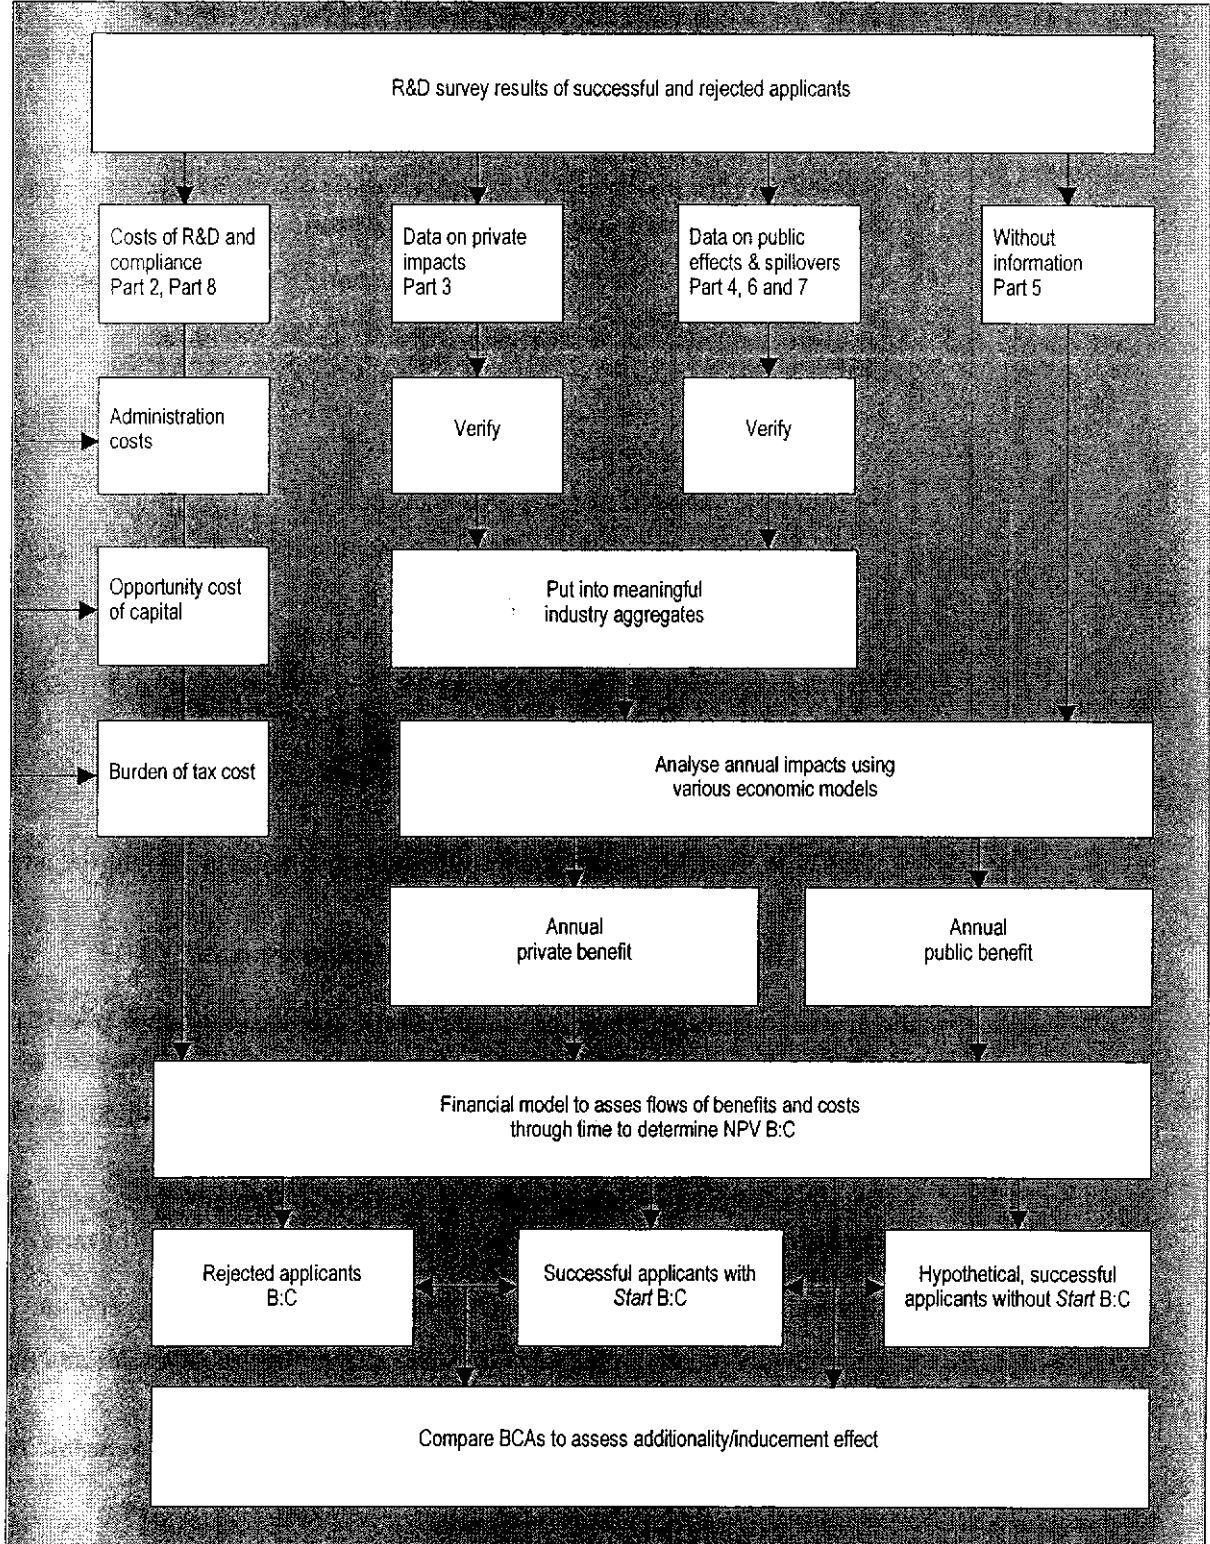 R&D survey results of successful and rejected applicants
Costs of R&D and
compliance
Part 2, Part 8
Data on private
impacts
Part 3
Data on public
effects & spillovers
Part 4, 6 and 7
Without
information
Part 5
Administration
costs
Verify
Verify
Opportunity cost
of capital
Put into meaningful
industry aggregates
Burden of tax cost
Analyse annual impacts using
various economic models
Annual
private benefit
Annual
public benefit
Financial model to asses flows of benefits and costs
through time to determine NPV B:C
Rejected applicants
B:C
Successful applicants with
Start B:C
Hypothetical, successful
applicants without Start B:C
Compare BCAs to assess additionality/inducement effect